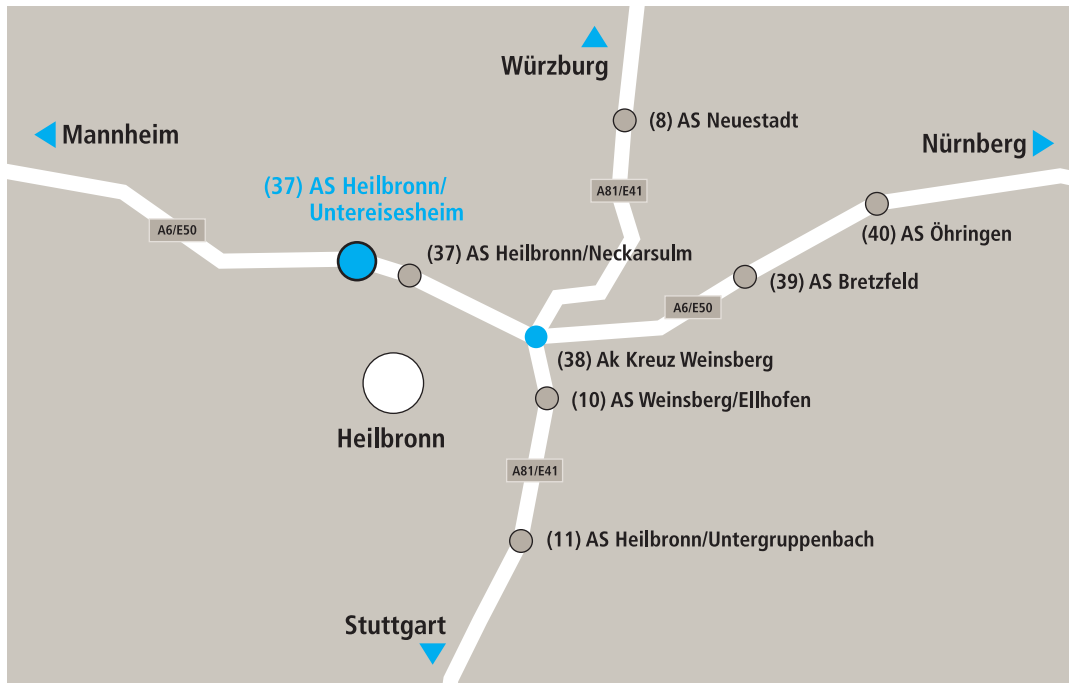 Würzburg
(8) AS Neuestadt
Mannheim
Nürnberg
(37) AS Heilbronn/
Untereisesheim
A81/E41
A6/E50
(40) AS Öhringen
(37) AS Heilbronn/Neckarsulm
(39) AS Bretzfeld
A6/E50
(38) Ak Kreuz Weinsberg
(10) AS Weinsberg/Ellhofen
Heilbronn
A81/E41
(11) AS Heilbronn/Untergruppenbach
Stuttgart